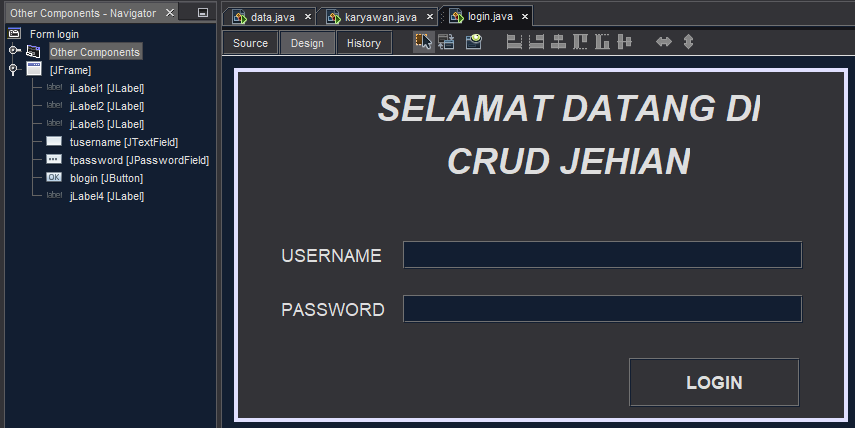 Other Components - Navigator
Form login
Other Components
[JFrame]
label jLabel1 [JLabel]
label jLabel2 [JLabel]
label jLabel3 [JLabel]
tusername [JTextField]
tpassword [JPasswordField]
OK blogin [JButton]
label jLabel4 [JLabel]
data.java karyawan.java login.java
Source Design History
SELAMAT DATANG DI
CRUD JEHIAN
USERNAME
PASSWORD
LOGIN